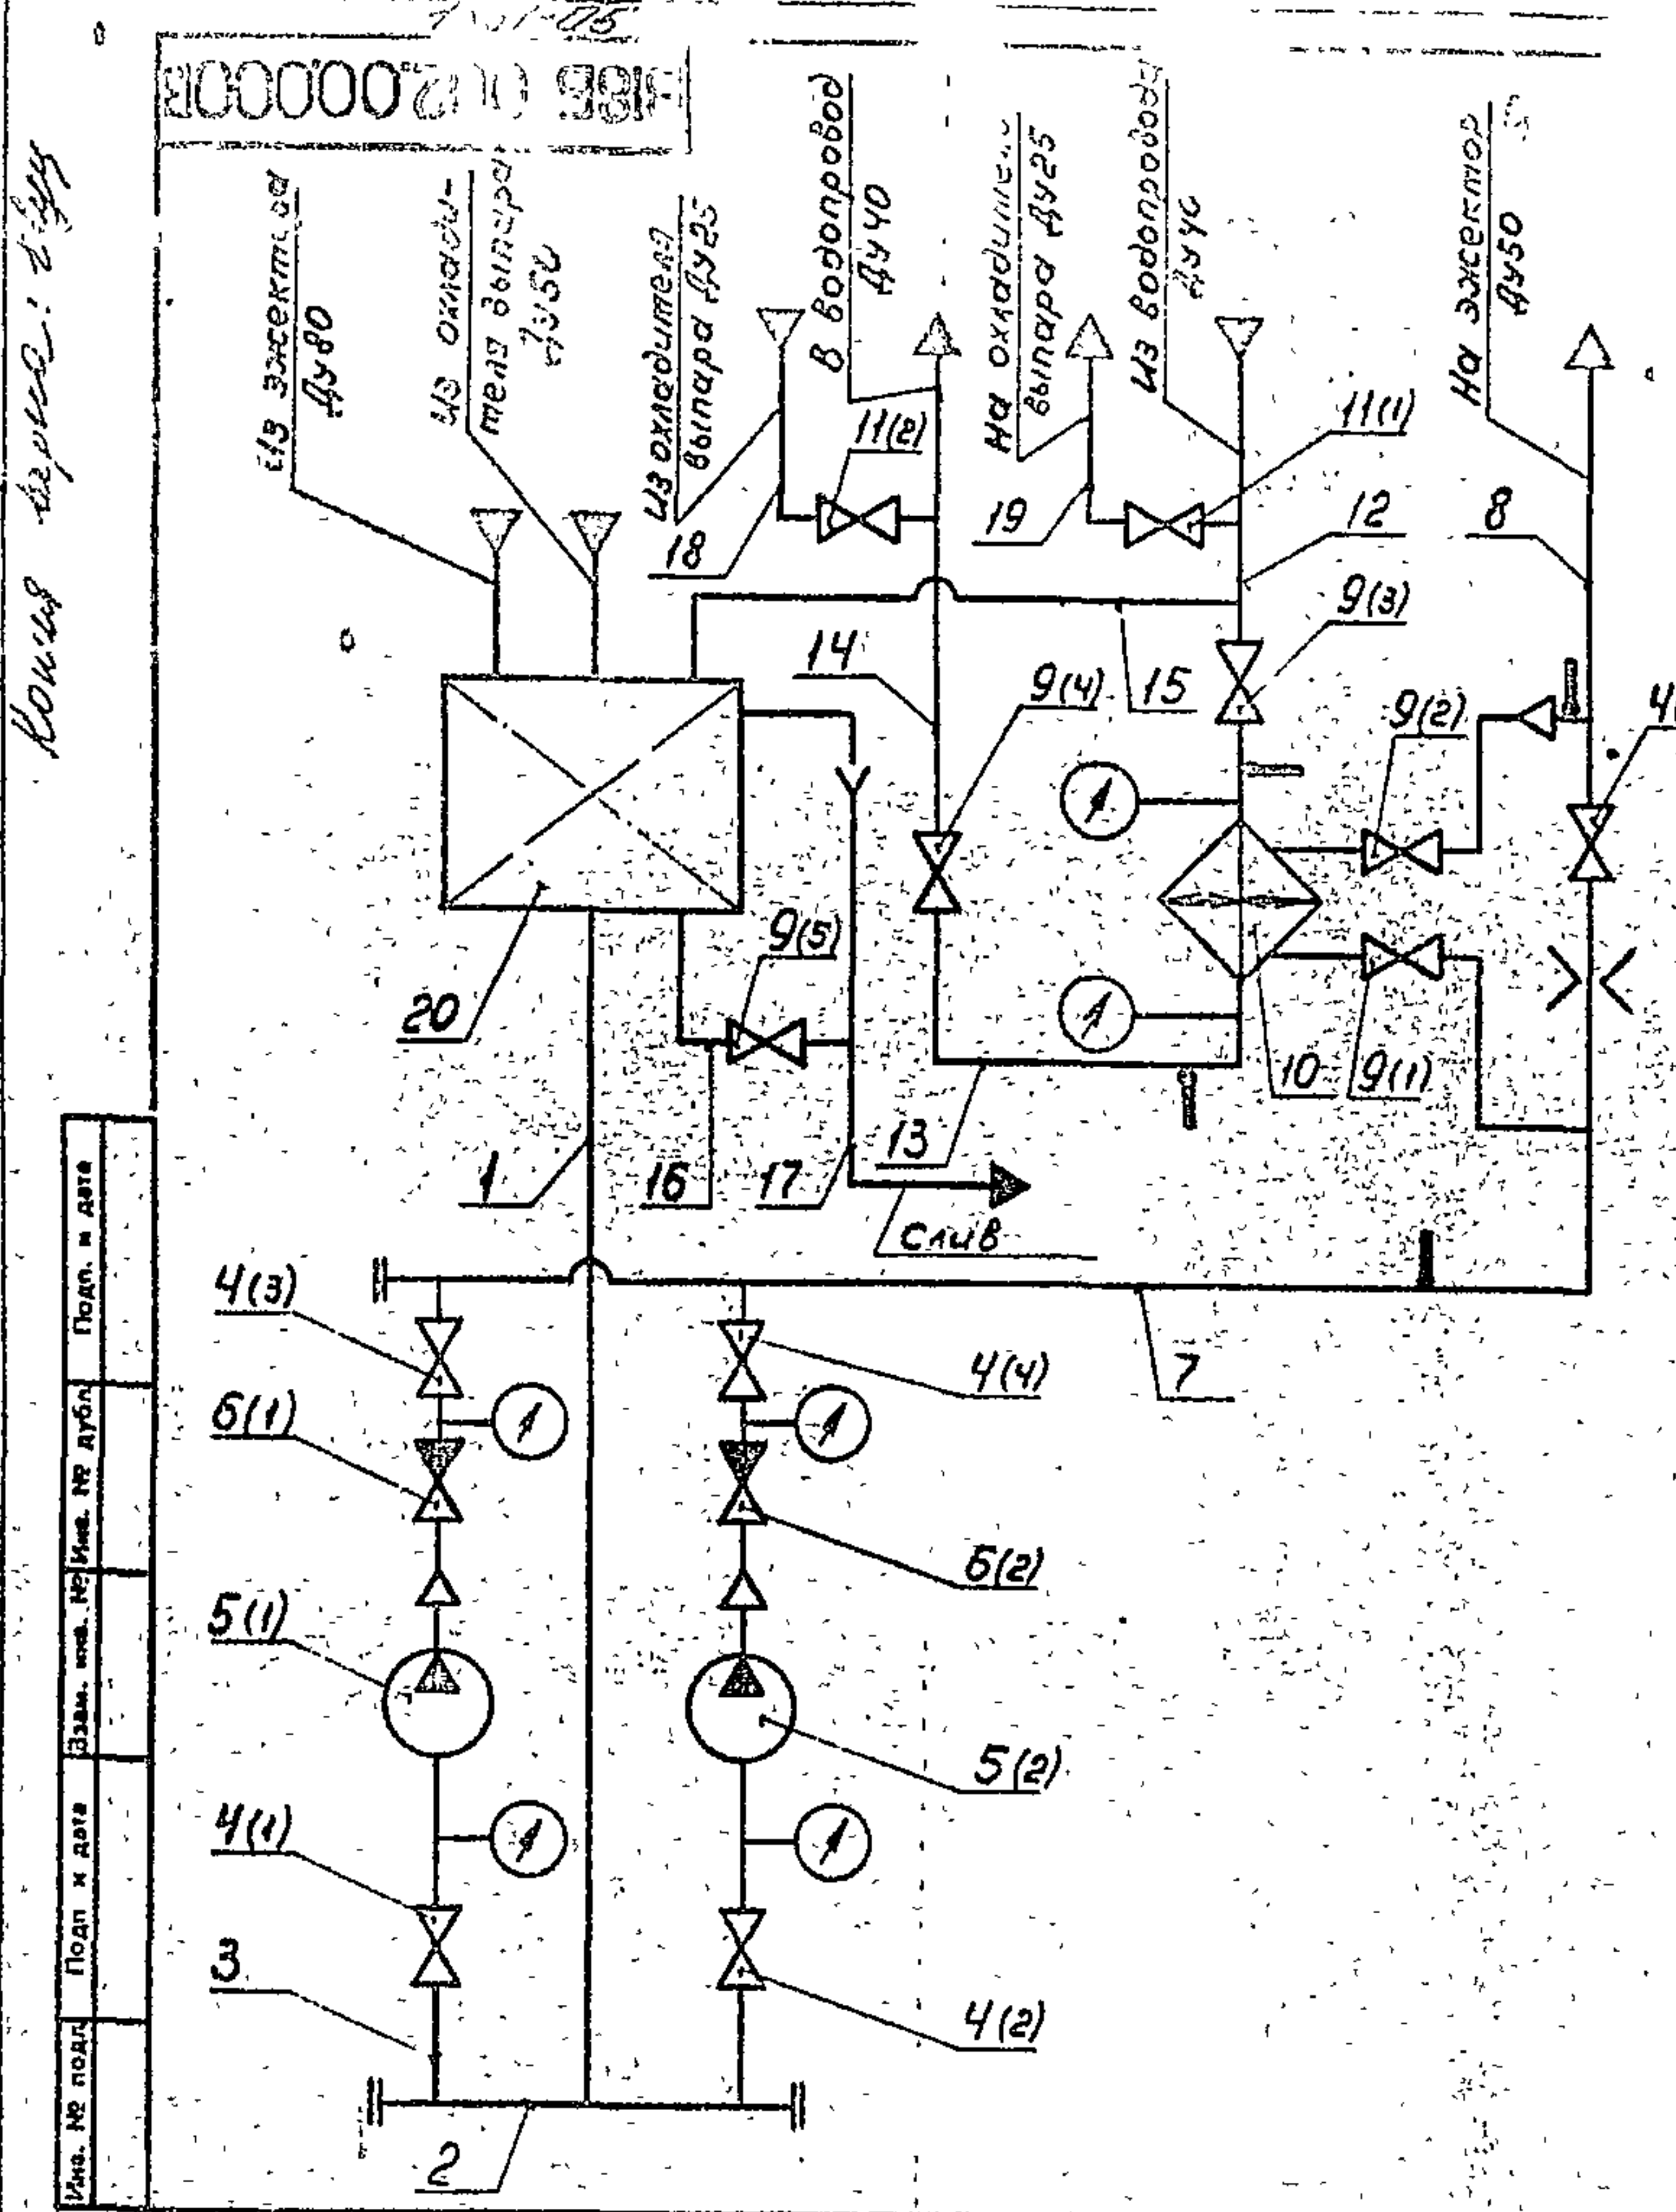 Копия верна:
Из эжектора
Ду80
Из охлади-
теля выпара
Ду50
Из охладителя
выпара Ду25
В водопровод
Ду40
На охладитель
выпара Ду25
Из водопровода
На эжектор
Ду50
11(2)
11(1)
18
19
12
8
9(3)
14
9(4)
15
9(2)
9(5)
20
10
9(1)
13
1
16
17
Слив
4(3)
4(4)
7
6(1)
6(2)
5(1)
5(2)
4(1)
3
4(2)
2
Подп. и дата
Инв. № дубл.
Взам. инв. №
Подп и дата
Инв. № подл